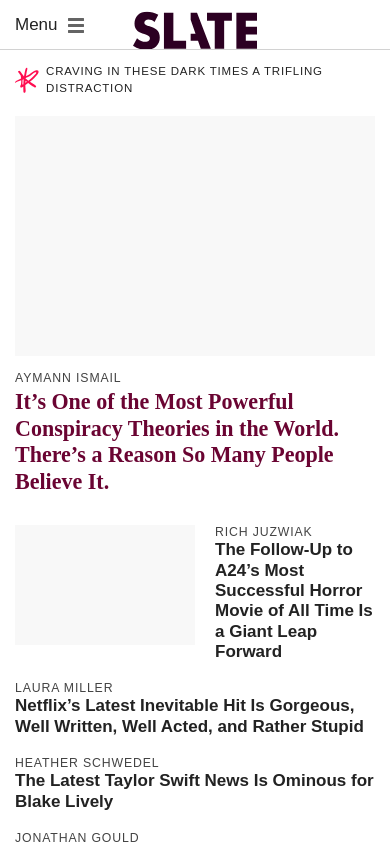 Menu
SLATE
CRAVING IN THESE DARK TIMES A TRIFLING
DISTRACTION
AYMANN ISMAIL
It’s One of the Most Powerful
Conspiracy Theories in the World.
There’s a Reason So Many People
Believe It.
RICH JUZWIAK
The Follow-Up to
A24’s Most
Successful Horror
Movie of All Time Is
a Giant Leap
Forward
LAURA MILLER
Netflix’s Latest Inevitable Hit Is Gorgeous,
Well Written, Well Acted, and Rather Stupid
HEATHER SCHWEDEL
The Latest Taylor Swift News Is Ominous for
Blake Lively
JONATHAN GOULD